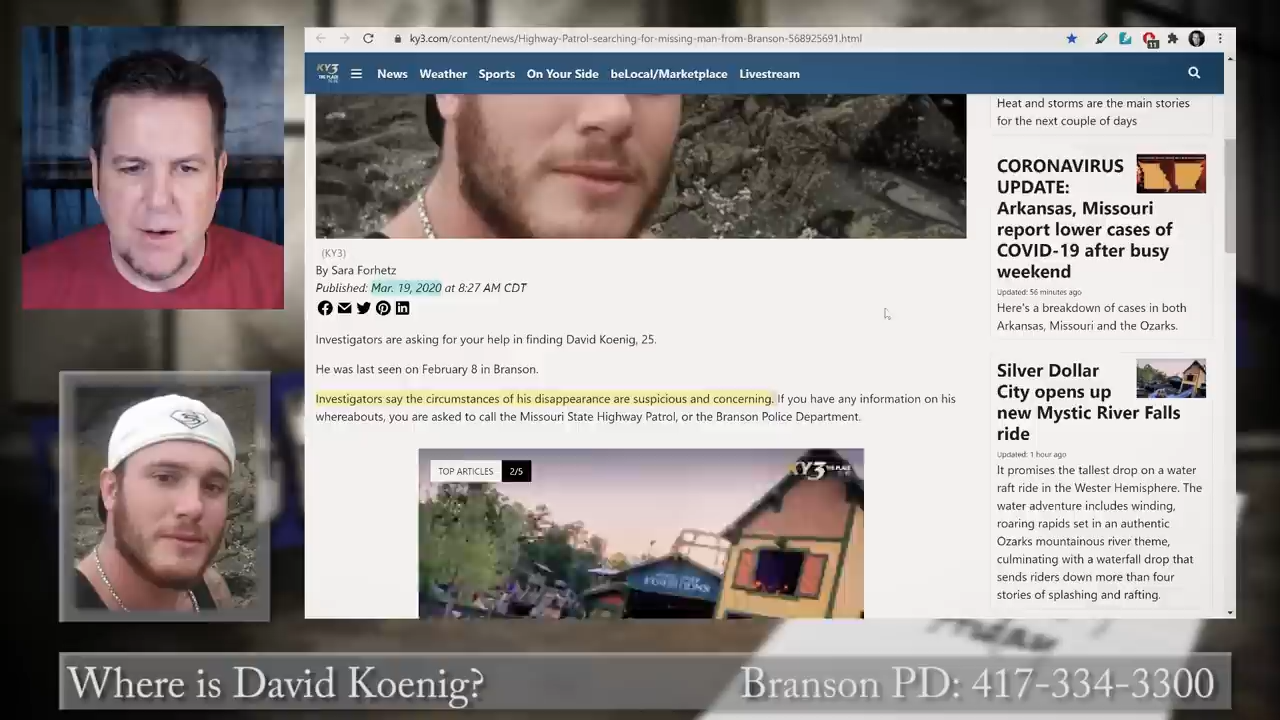 ky3.com/content/news/Highway-Patrol-searching-for-missing-man-from-Branson-568925691.html
11
KY3
THE PLACE
News Weather Sports On Your Side beLocal/Marketplace Livestream
(KY3)
By Sara Forhetz
Published: Mar. 19, 2020 at 8:27 AM CDT
Investigators are asking for your help in finding David Koenig, 25.
He was last seen on February 8 in Branson.
Investigators say the circumstances of his disappearance are suspicious and concerning. If you have any information on his
whereabouts, you are asked to call the Missouri State Highway Patrol, or the Branson Police Department.
TOP ARTICLES 2/5
KY3 THE PLACE
Heat and storms are the main stories
for the next couple of days
CORONAVIRUS
UPDATE:
Arkansas, Missouri
report lower cases of
COVID-19 after busy
weekend
Updated: 56 minutes ago
Here's a breakdown of cases in both
Arkansas, Missouri and the Ozarks.
Silver Dollar
City opens up
new Mystic River Falls
ride
Updated: 1 hour ago
It promises the tallest drop on a water
raft ride in the Wester Hemisphere. The
water adventure includes winding,
roaring rapids set in an authentic
Ozarks mountainous river theme,
culminating with a waterfall drop that
sends riders down more than four
stories of splashing and rafting.
Where is David Koenig? Branson PD: 417-334-3300